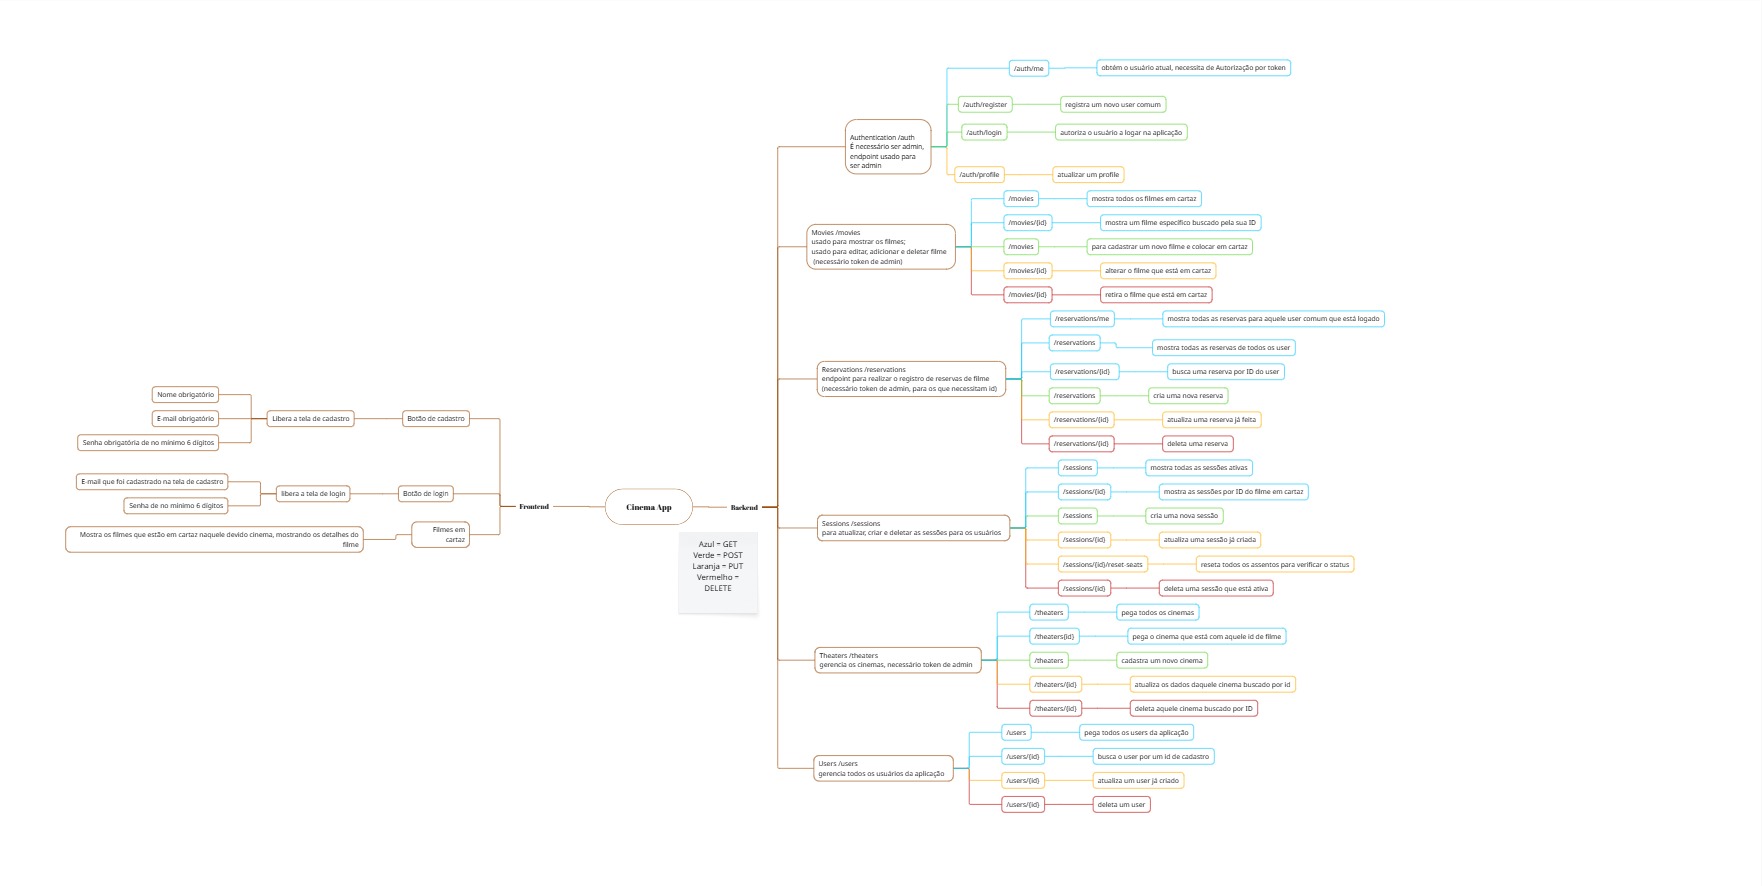 Cinema App
Frontend
Botão de cadastro
Libera a tela de cadastro
Nome obrigatório
E-mail obrigatório
Senha obrigatória de no mínimo 6 dígitos
Botão de login
libera a tela de login
E-mail que foi cadastrado na tela de cadastro
Senha de no mínimo 6 dígitos
Filmes em
cartaz
Mostra os filmes que estão em cartaz naquele devido cinema, mostrando os detalhes do
filme
Azul = GET
Verde = POST
Laranja = PUT
Vermelho =
DELETE
Backend
Authentication /auth
É necessário ser admin,
endpoint usado para
ser admin
/auth/me
obtém o usuário atual, necessita de Autorização por token
/auth/register
registra um novo user comum
/auth/login
autoriza o usuário a logar na aplicação
/auth/profile
atualizar um profile
Movies /movies
usado para mostrar os filmes;
usado para editar, adicionar e deletar filme
(necessário token de admin)
/movies
mostra todos os filmes em cartaz
/movies/{id}
mostra um filme específico buscado pela sua ID
/movies
para cadastrar um novo filme e colocar em cartaz
/movies/{id}
alterar o filme que está em cartaz
/movies/{id}
retira o filme que está em cartaz
Reservations /reservations
endpoint para realizar o registro de reservas de filme
(necessário token de admin, para os que necessitam id)
/reservations/me
mostra todas as reservas para aquele user comum que está logado
/reservations
mostra todas as reservas de todos os user
/reservations/{id}
busca uma reserva por ID do user
/reservations
cria uma nova reserva
/reservations/{id}
atualiza uma reserva já feita
/reservations/{id}
deleta uma reserva
Sessions /sessions
para atualizar, criar e deletar as sessões para os usuários
/sessions
mostra todas as sessões ativas
/sessions/{id}
mostra as sessões por ID do filme em cartaz
/sessions
cria uma nova sessão
/sessions/{id}
atualiza uma sessão já criada
/sessions/{id}/reset-seats
reseta todos os assentos para verificar o status
/sessions/{id}
deleta uma sessão que está ativa
Theaters /theaters
gerencia os cinemas, necessário token de admin
/theaters
pega todos os cinemas
/theaters{id}
pega o cinema que está com aquele id de filme
/theaters
cadastra um novo cinema
/theaters/{id}
atualiza os dados daquele cinema buscado por id
/theaters/{id}
deleta aquele cinema buscado por ID
Users /users
gerencia todos os usuários da aplicação
/users
pega todos os users da aplicação
/users/{id}
busca o user por um id de cadastro
/users/{id}
atualiza um user já criado
/users/{id}
deleta um user